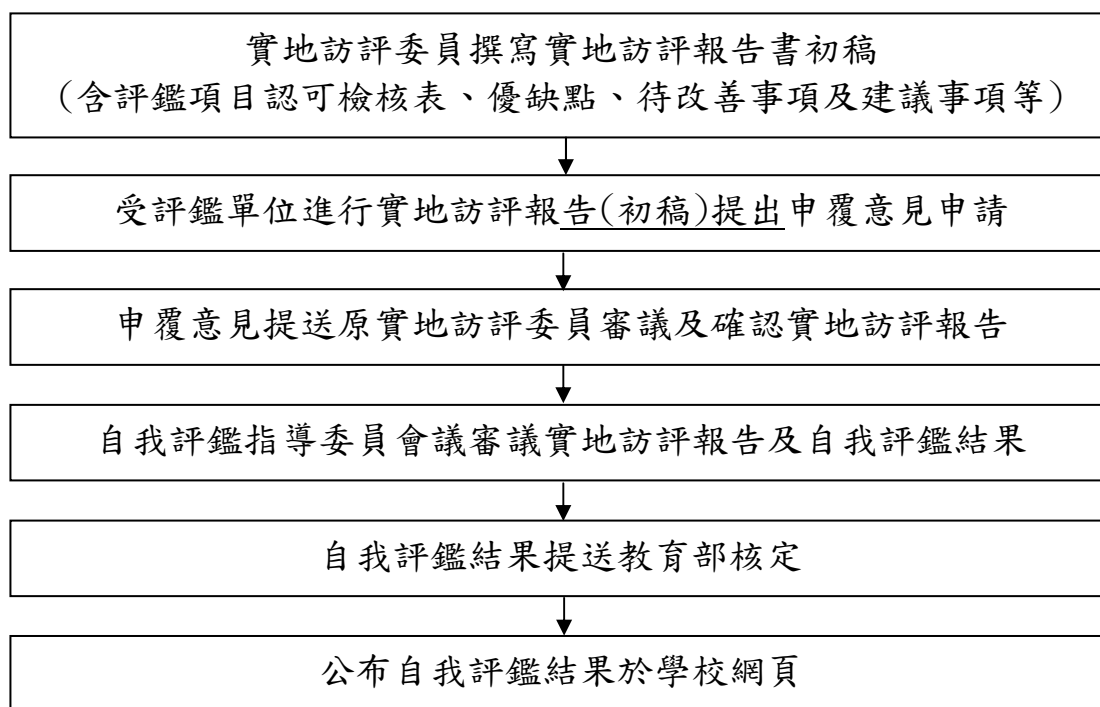 實地訪評委員撰寫實地訪評報告書初稿
(含評鑑項目認可檢核表、優缺點、待改善事項及建議事項等)
受評鑑單位進行實地訪評報告(初稿)提出申覆意見申請
申覆意見提送原實地訪評委員審議及確認實地訪評報告
自我評鑑指導委員會議審議實地訪評報告及自我評鑑結果
自我評鑑結果提送教育部核定
公布自我評鑑結果於學校網頁